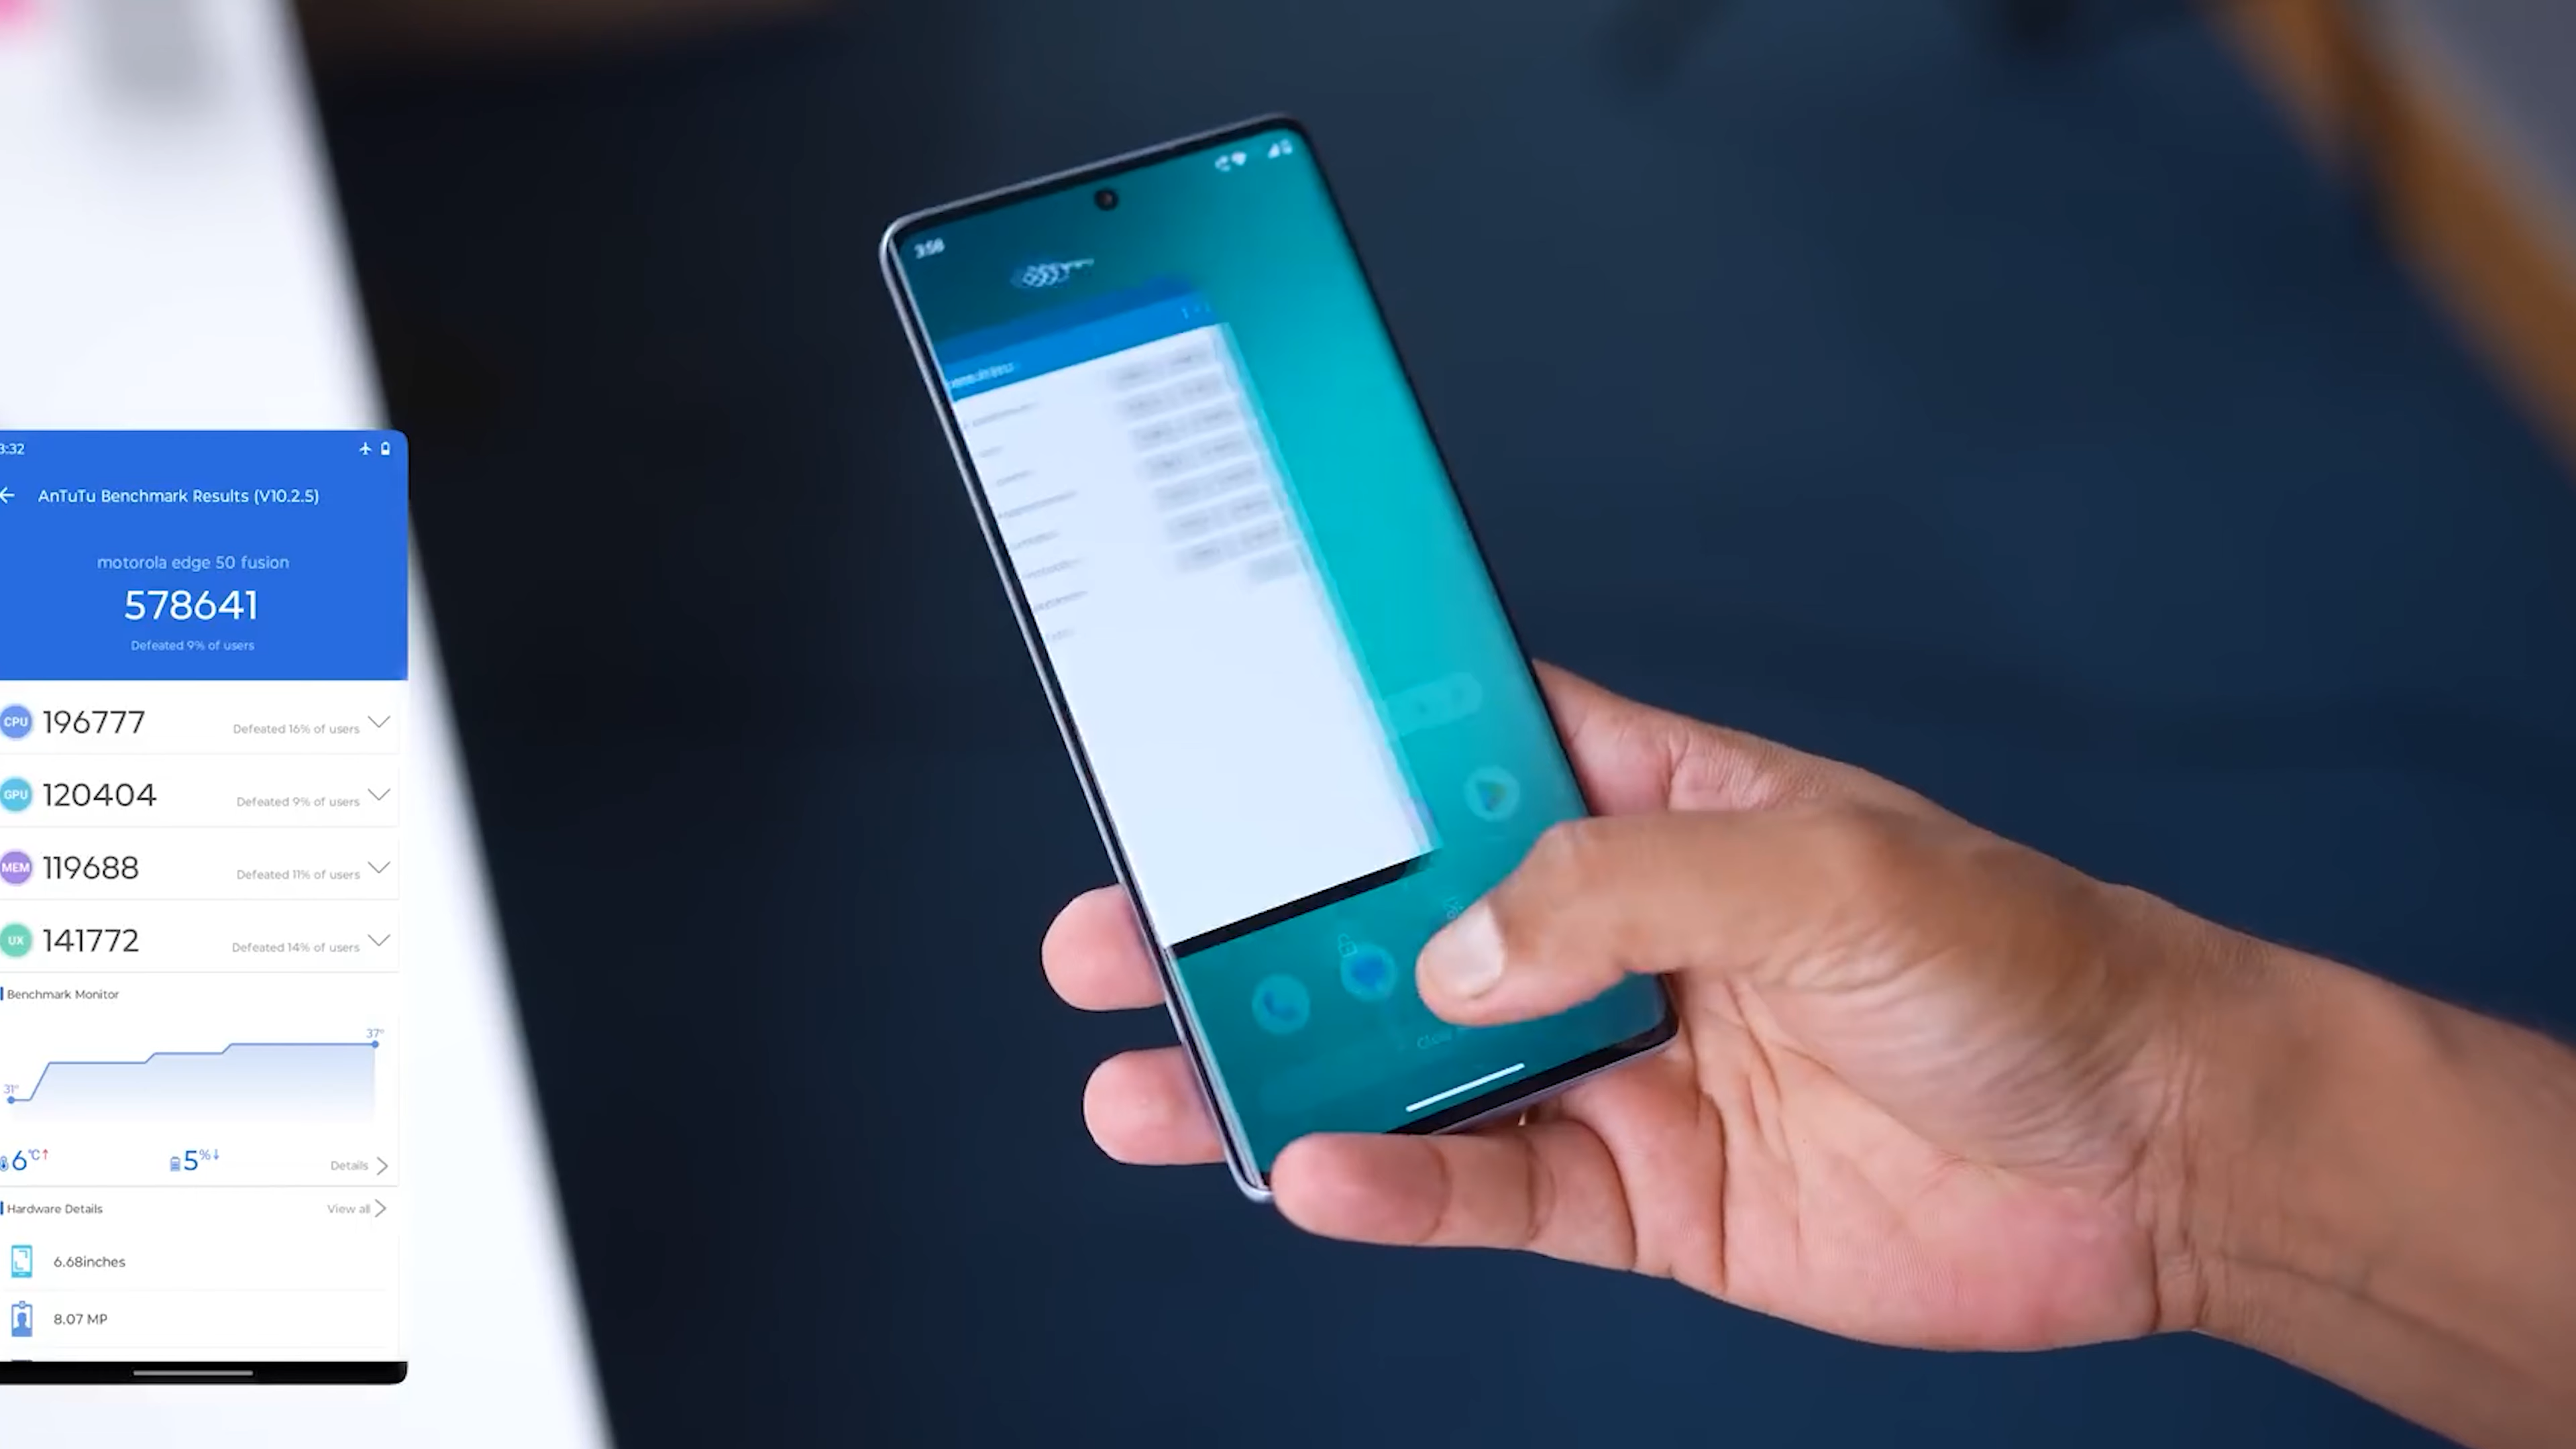 3:32
AnTuTu Benchmark Results (V10.2.5)
motorola edge 50 fusion
578641
Defeated 9% of users
CPU 196777 Defeated 16% of users
GPU 120404 Defeated 9% of users
MEM 119688 Defeated 11% of users
UX 141772 Defeated 14% of users
Benchmark Monitor
37°
31°
6°C↑ 5%↓ Details
Hardware Details View all
6.68inches
8.07 MP
3:58